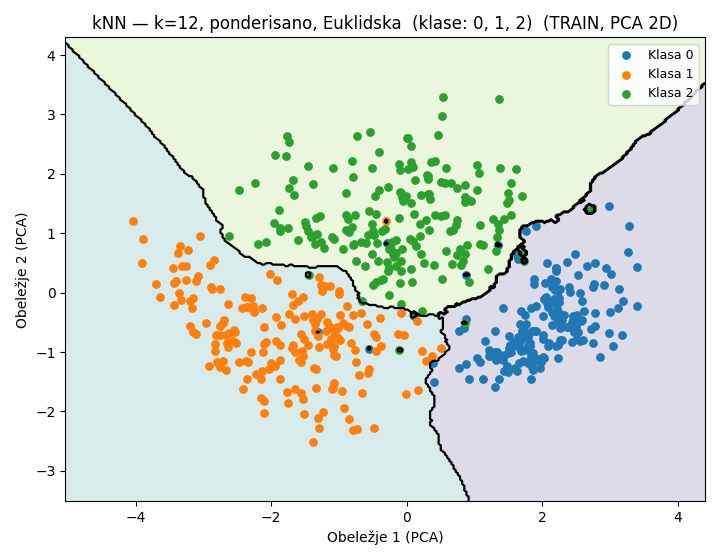 kNN — k=12, ponderisano, Euklidska  (klase: 0, 1, 2)  (TRAIN, PCA 2D)
Klasa 0
Klasa 1
Klasa 2
Obeležje 2 (PCA)
4
3
2
1
0
−1
−2
−3
−4
−2
0
2
4
Obeležje 1 (PCA)